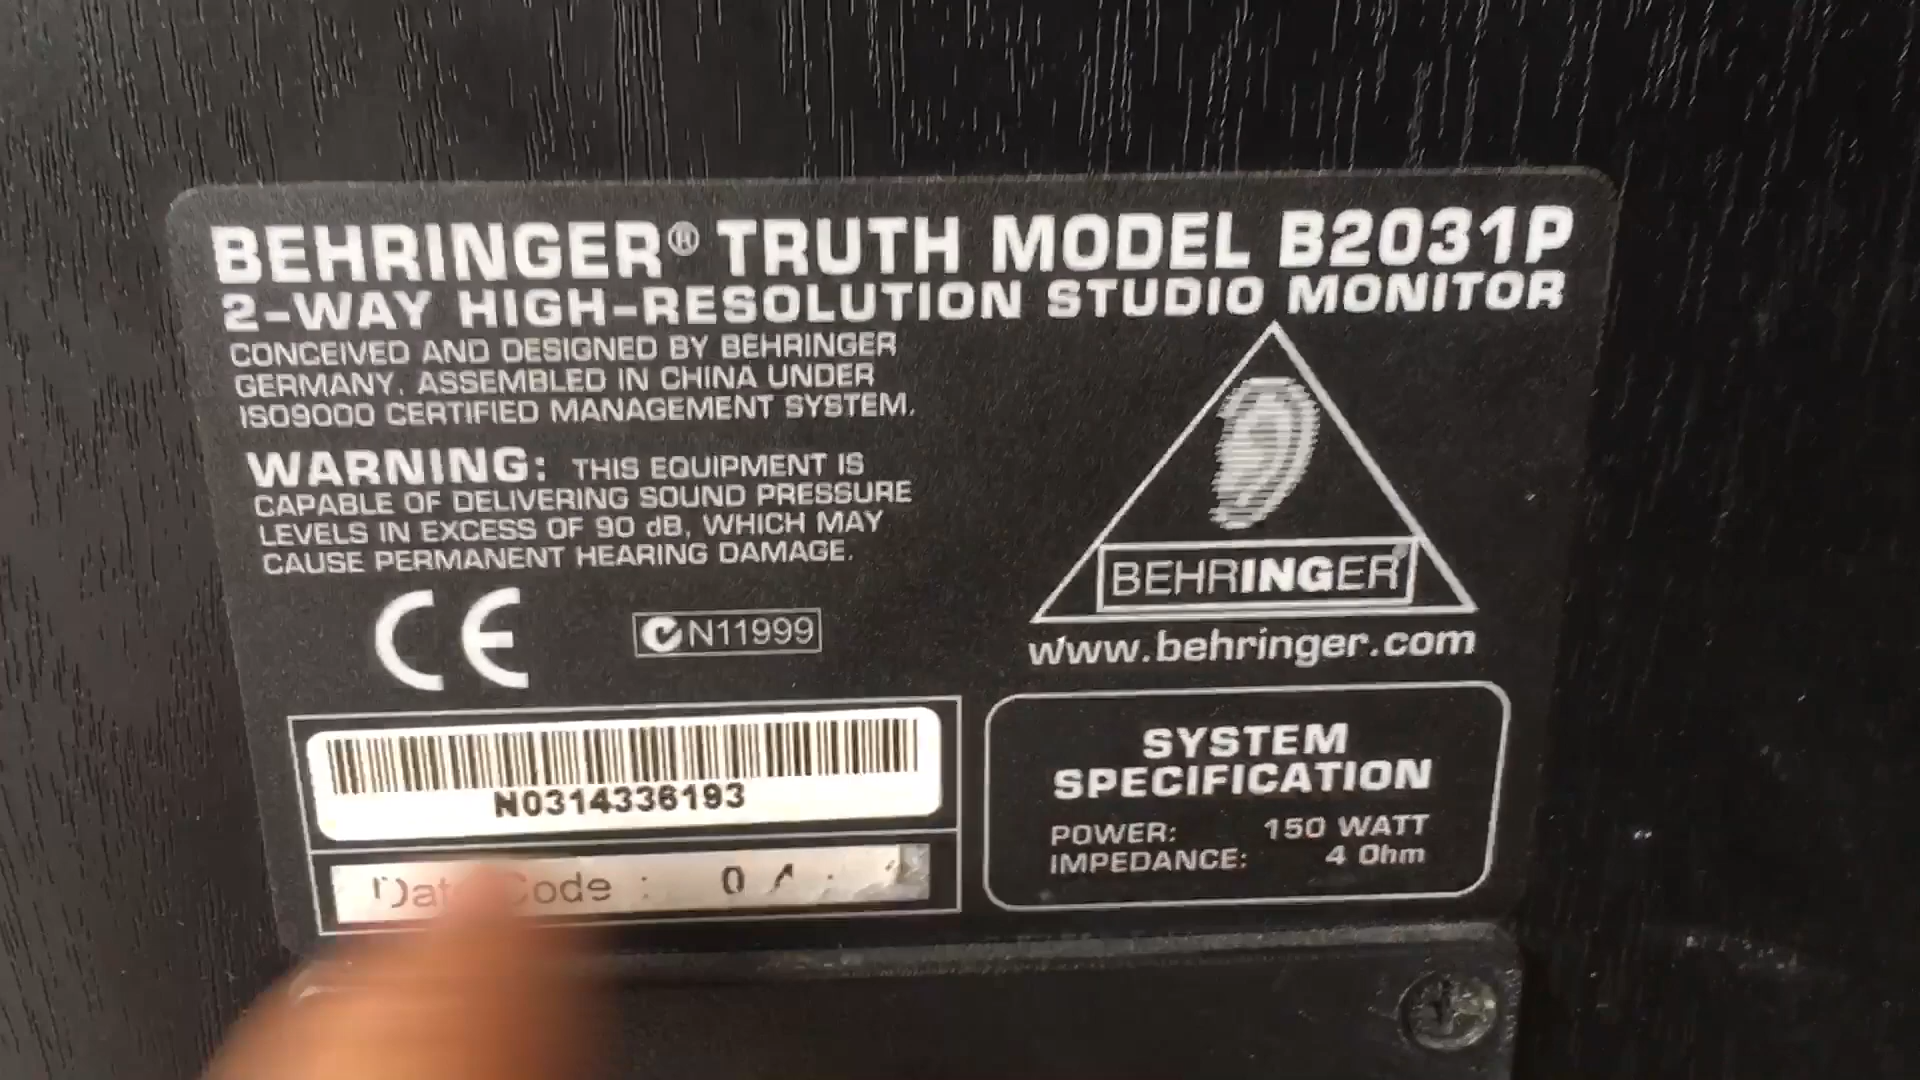 BEHRINGER® TRUTH MODEL B2031P
2-WAY HIGH-RESOLUTION STUDIO MONITOR
CONCEIVED AND DESIGNED BY BEHRINGER
GERMANY. ASSEMBLED IN CHINA UNDER
ISO9000 CERTIFIED MANAGEMENT SYSTEM.
WARNING: THIS EQUIPMENT IS
CAPABLE OF DELIVERING SOUND PRESSURE
LEVELS IN EXCESS OF 90 dB, WHICH MAY
CAUSE PERMANENT HEARING DAMAGE.
CE
N11999
N0314336193
Date Code :
BEHRINGER®
www.behringer.com
SYSTEM
SPECIFICATION
POWER: 150 WATT
IMPEDANCE: 4 Ohm